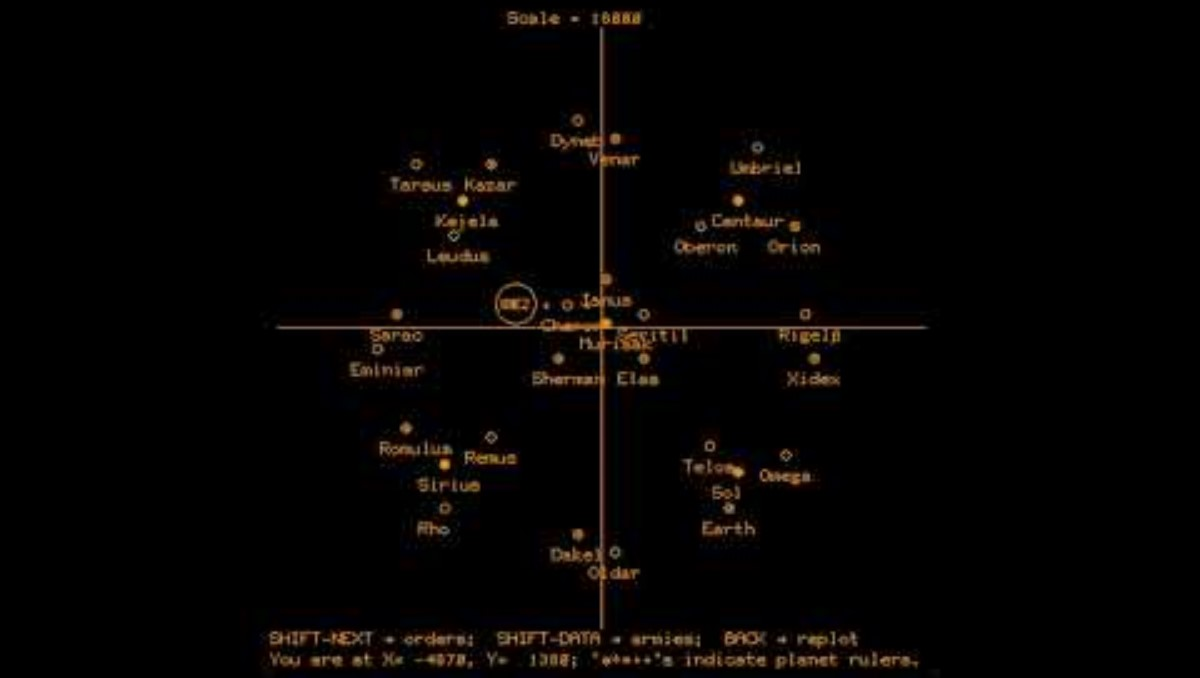 Scale = 16000
Dyneb
Venar
Umbriel
Tarsus Kazar
Kejela
Centaur
Oberon Orion
Leudus
Ianus
Sarac
Rigel8
Eminiar
Sherman Elas
Xidex
Romulus
Remus
Telos
Omega
Sirius
Sol
Rho
Earth
Dakel
Oldar
SHIFT-NEXT → orders; SHIFT-DATA → armies; BACK → replot
You are at X= -4070, Y= 1300; indicate planet rulers.